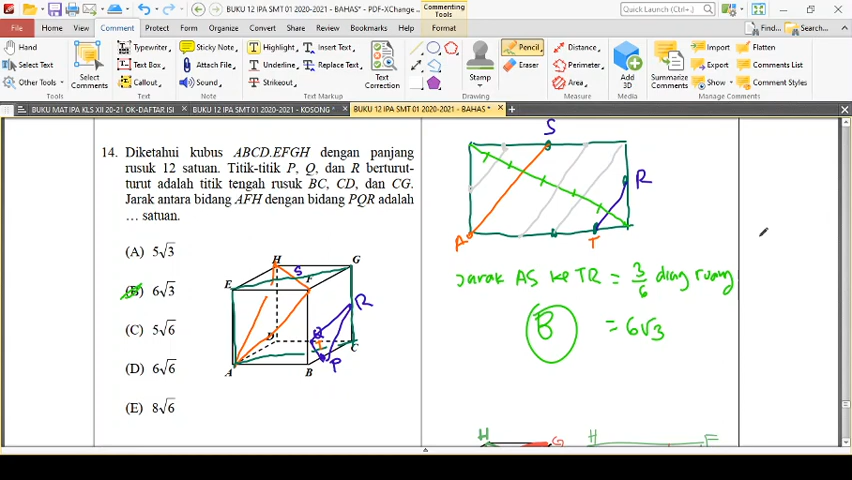 BUKU 12 IPA SMT 01 2020-2021 - BAHAS* - PDF-XChange
Commenting Tools
Quick Launch (Ctrl+.)
File Home View Comment Protect Form Organize Convert Share Review Bookmarks Help Format
Find... Search...
Hand
Select Text
Other Tools
Select Comments
Typewriter
Text Box
Callout
Sticky Note
Attach File
Sound
Highlight
Underline
Strikeout
Insert Text
Replace Text
Text Correction
Pencil
Eraser
Stamp
Distance
Perimeter
Area
Add 3D
Summarize Comments
Import
Export
Show
Flatten
Comments List
Comment Styles
Tools Comment Drawing Measure Manage Comments
BUKU MAT IPA KLS XII 20-21 OK-DAFTAR ISI
BUKU 12 IPA SMT 01 2020-2021 - KOSONG *
BUKU 12 IPA SMT 01 2020-2021 - BAHAS *
14. Diketahui kubus ABCD.EFGH dengan panjang
rusuk 12 satuan. Titik-titik P, Q, dan R berturut-
turut adalah titik tengah rusuk BC, CD, dan CG.
Jarak antara bidang AFH dengan bidang PQR adalah
… satuan.
(A) 5√3
(B) 6√3
(C) 5√6
(D) 6√6
(E) 8√6
H
S
G
E
F
R
Q
D
T
C
P
A
B
S
R
A
T
Jarak AS ke TR = 3/6 diag ruang
B = 6√3
H G H F